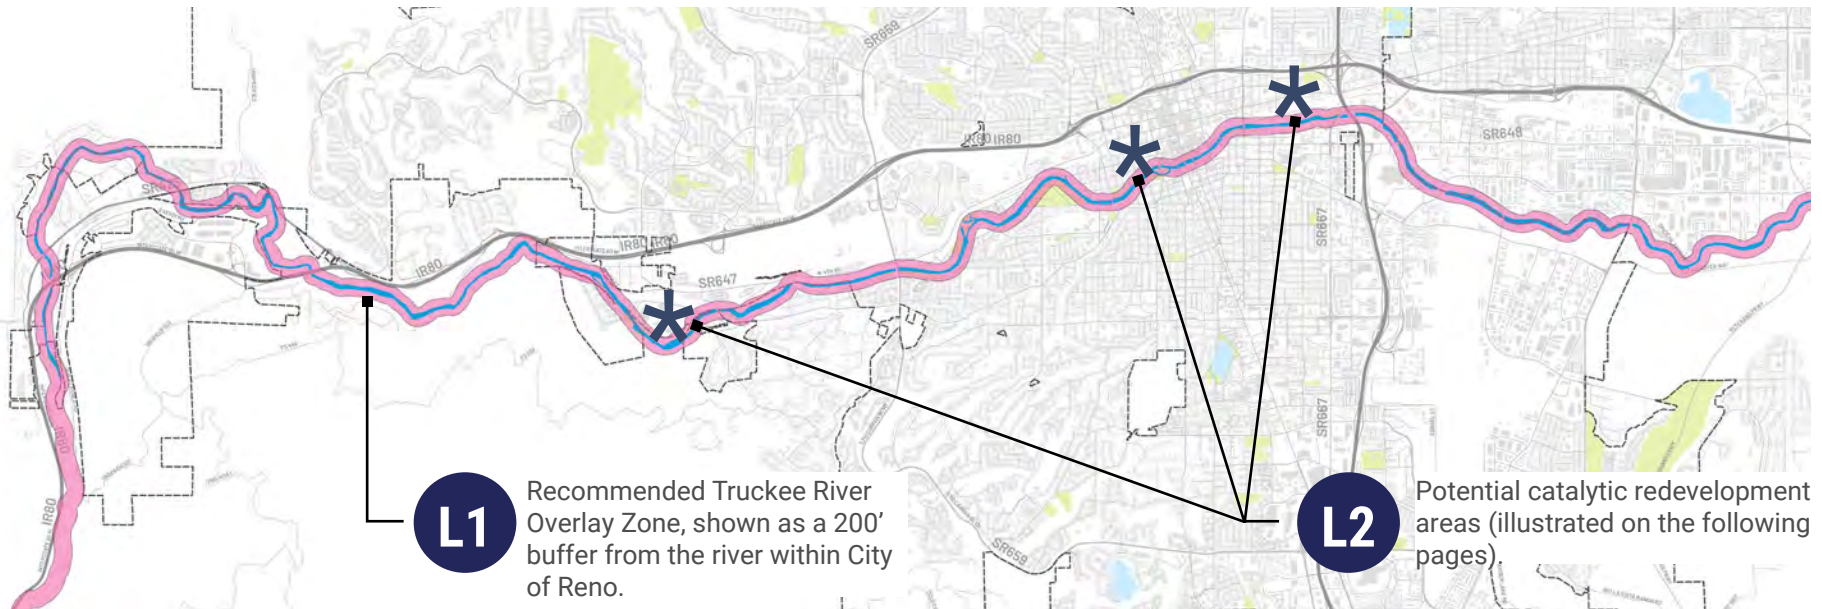 SR659
IR80 IR80
SR648
SR667
IR80 IR80
IR80
SR647
SR667
IR80
IR80
SR659
L1
Recommended Truckee River
Overlay Zone, shown as a 200’
buffer from the river within City
of Reno.
L2
Potential catalytic redevelopment
areas (illustrated on the following
pages).